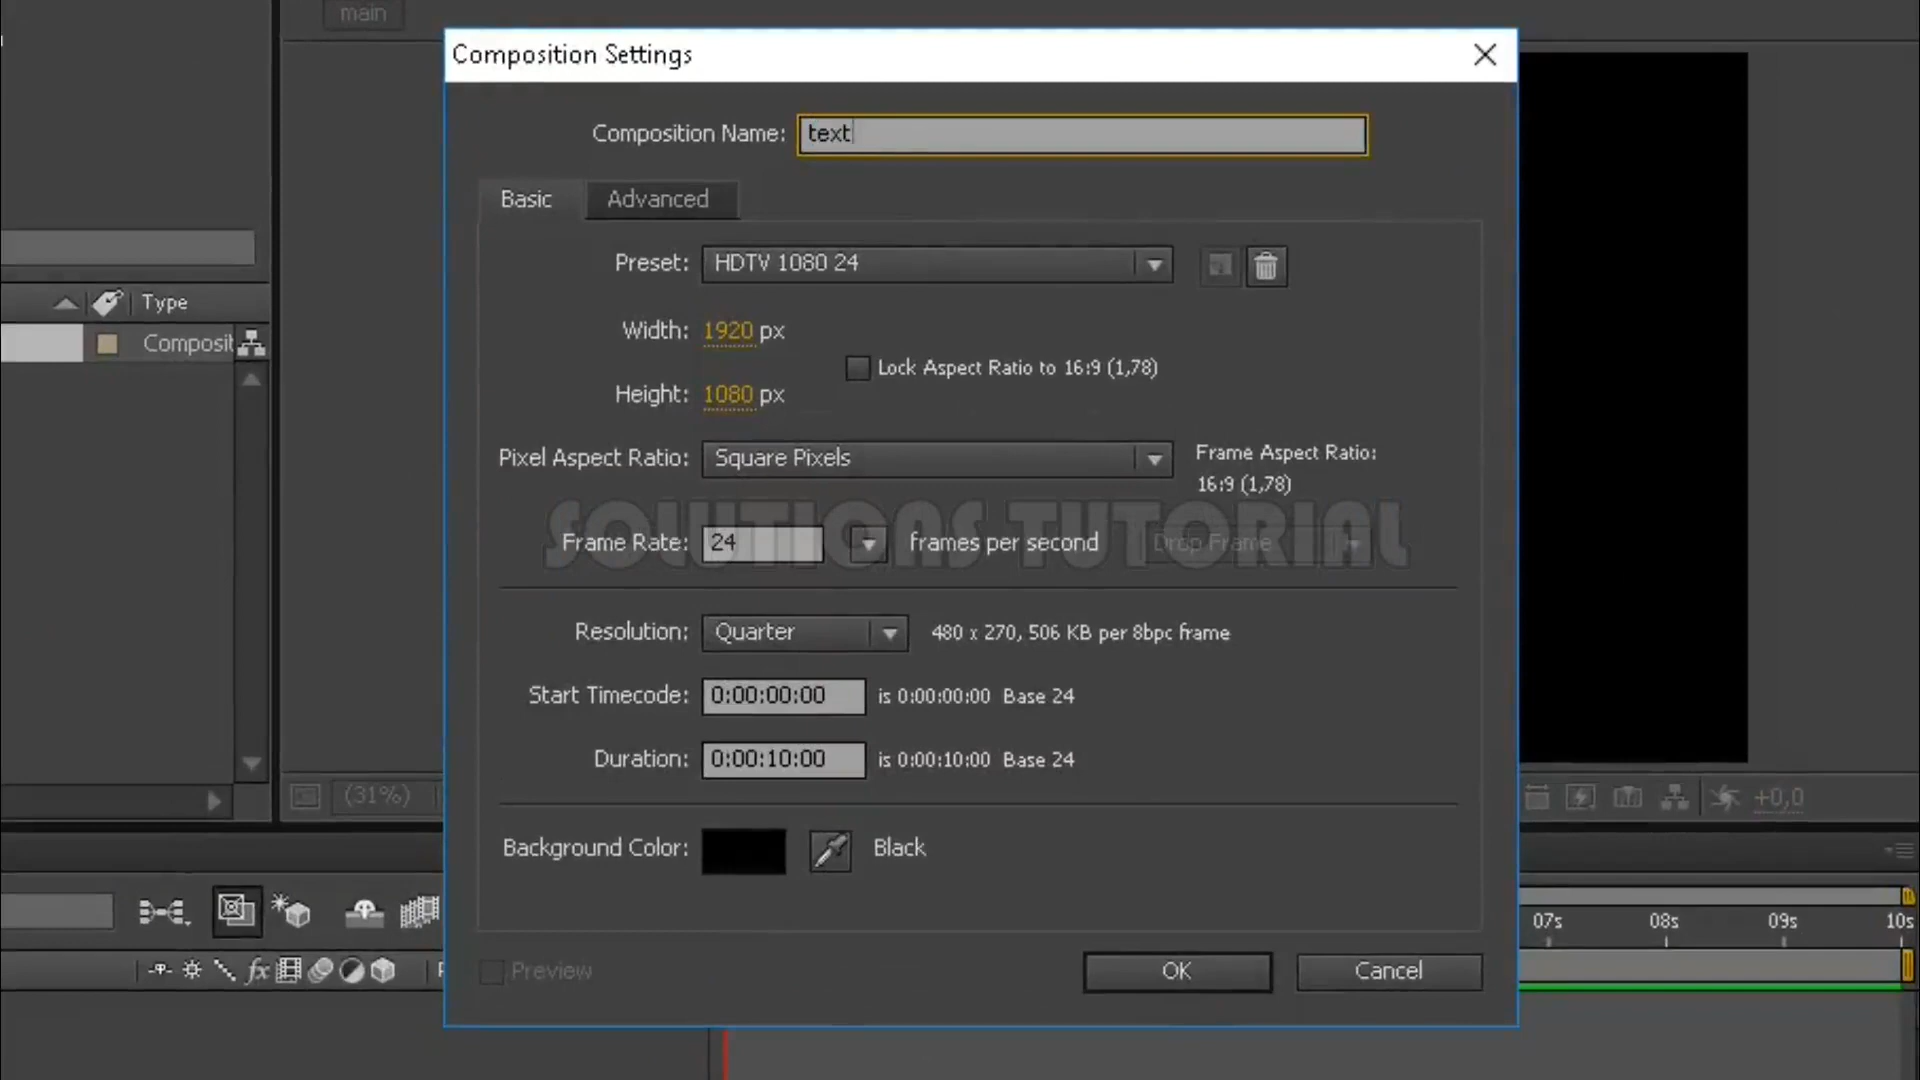 main
Composition Settings
Composition Name: text
Basic Advanced
Preset: HDTV 1080 24
Type
Width: 1920 px
Composit
Lock Aspect Ratio to 16:9 (1,78)
Height: 1080 px
Pixel Aspect Ratio: Square Pixels
Frame Aspect Ratio:
16:9 (1,78)
SOLUTIONS TUTORIAL
Frame Rate: 24 frames per second Drop Frame
Resolution: Quarter 480 x 270, 506 KB per 8bpc frame
Start Timecode: 0:00:00:00 is 0:00:00:00 Base 24
Duration: 0:00:10:00 is 0:00:10:00 Base 24
(31%)
+0,0
Background Color: Black
07s 08s 09s 10s
fx
Preview OK Cancel